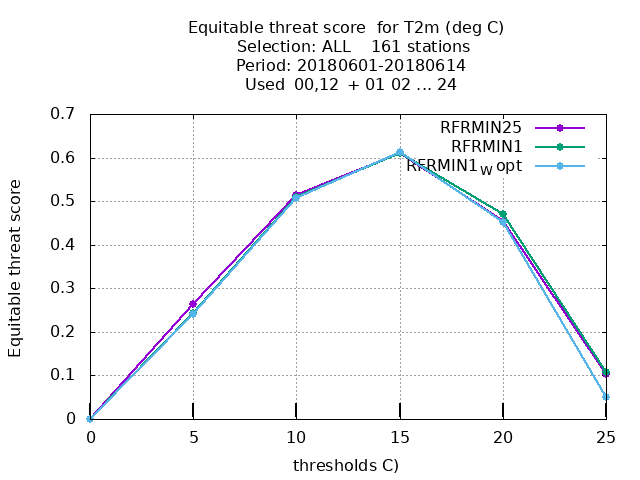 Equitable threat score for T2m (deg C)
Selection: ALL 161 stations
Period: 20180601-20180614
Used 00,12 + 01 02 ... 24
0.7
0.6
0.5
0.4
0.3
0.2
0.1
0
Equitable threat score
RFRMIN25
RFRMIN1
RFRMIN1W opt
0 5 10 15 20 25
thresholds C)